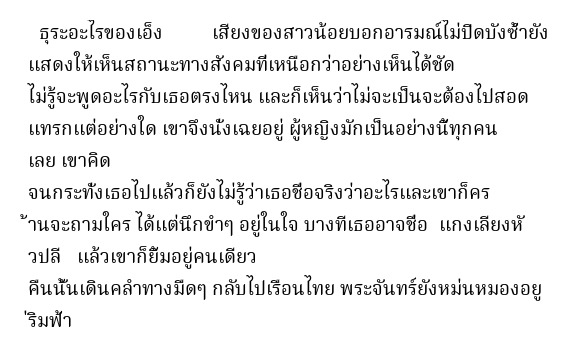 ธุระอะไรของเอ็ง เสียงของสาวน้อยบอกอารมณ์ไม่ปิดบังซ้ำยัง
แสดงให้เห็นสถานะทางสังคมที่เหนือกว่าอย่างเห็นได้ชัด
ไม่รู้จะพูดอะไรกับเธอตรงไหน และก็เห็นว่าไม่จะเป็นจะต้องไปสอด
แทรกแต่อย่างใด เขาจึงนั่งเฉยอยู่ ผู้หญิงมักเป็นอย่างนี้ทุกคน
เลย เขาคิด
จนกระทั่งเธอไปแล้วก็ยังไม่รู้ว่าเธอชื่อจริงว่าอะไรและเขาก็คร
้านจะถามใคร ได้แต่นึกขำๆ อยู่ในใจ บางทีเธออาจชื่อ แกงเลียงหั
วปลี แล้วเขาก็ยิ้มอยู่คนเดียว
คืนนั้นเดินคลำทางมืดๆ กลับไปเรือนไทย พระจันทร์ยังหม่นหมองอยู
่ริมฟ้า